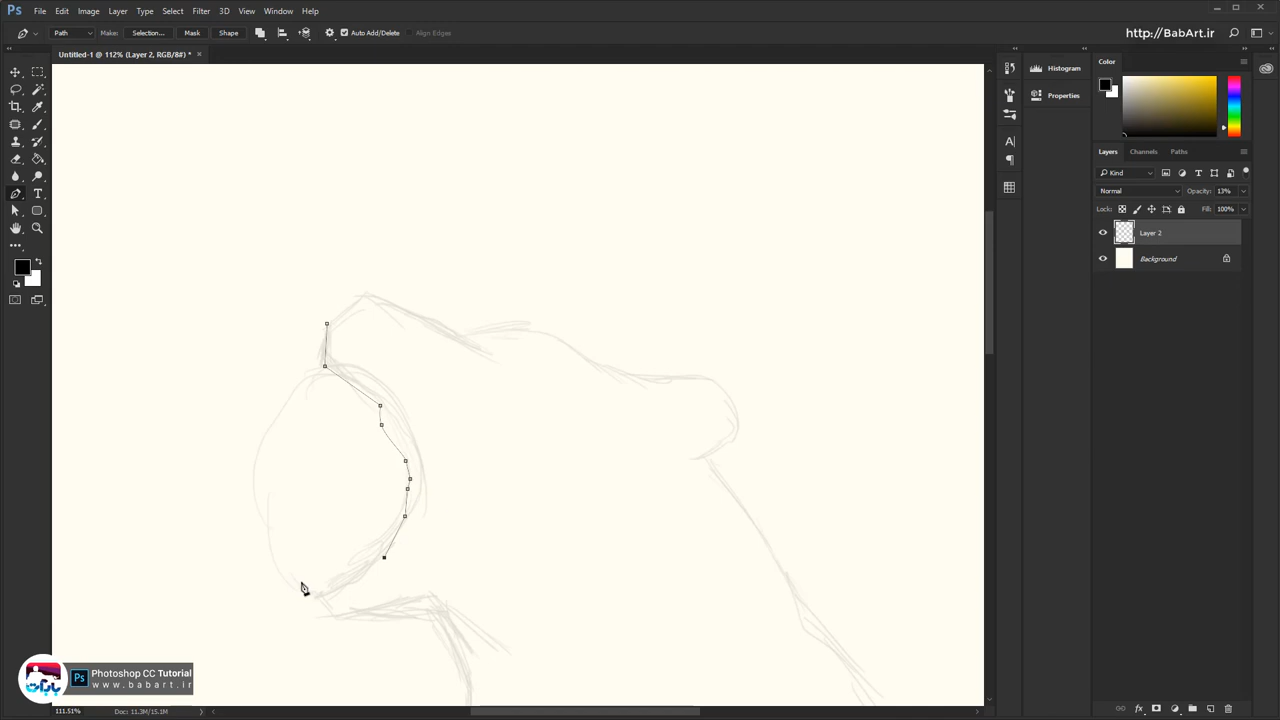 Ps File Edit Image Layer Type Select Filter 3D View Window Help
Path Make: Selection... Mask Shape Auto Add/Delete Align Edges http://BabArt.ir
Untitled-1 @ 112% (Layer 2, RGB/8#) * ×
Histogram
Properties
Color
Layers Channels Paths
Kind
Normal Opacity: 13%
Lock: Fill: 100%
Layer 2
Background
باب‌آرت
Ps Photoshop CC Tutorial
www.babart.ir
111.51% Doc: 11.3M/15.1M